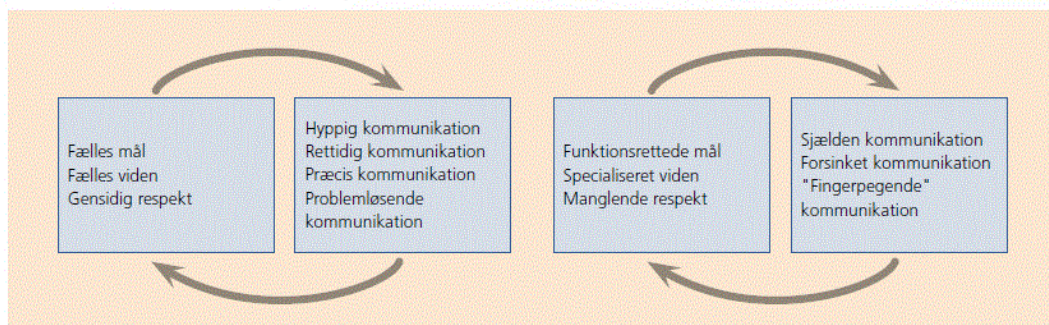 Fælles mål
Fælles viden
Gensidig respekt
Hyppig kommunikation
Rettidig kommunikation
Præcis kommunikation
Problemløsende
kommunikation
Funktionsrettede mål
Specialiseret viden
Manglende respekt
Sjælden kommunikation
Forsinket kommunikation
"Fingerpegende"
kommunikation